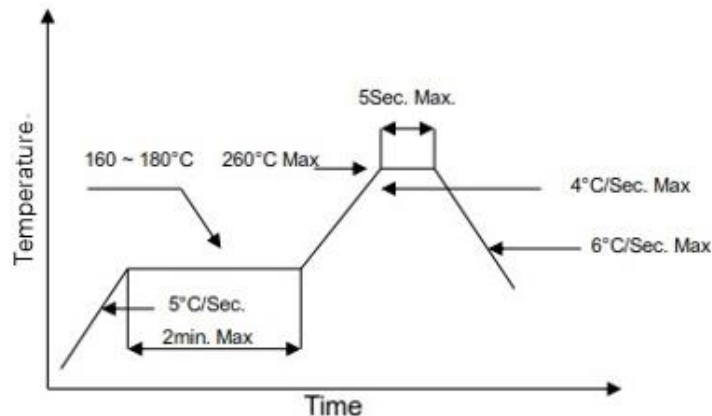 5Sec. Max.
160 ~ 180°C
260°C Max
4°C/Sec. Max
6°C/Sec. Max
5°C/Sec.
2min. Max
Temperature
Time